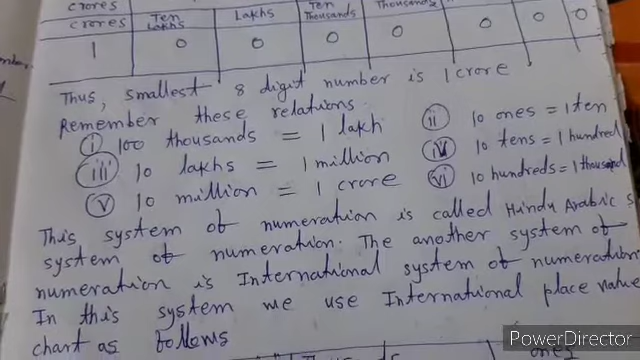 crores
crores Ten Lakhs Lakhs Ten Thousands Thousands
1 0 0 0 0 0 0 0
Thus, smallest 8 digit number is 1 crore
Remember these relations.
(i) 100 thousands = 1 lakh (ii) 10 ones = 1 ten
(iii) 10 lakhs = 1 million (iv) 10 tens = 1 hundred
(v) 10 million = 1 crore (vi) 10 hundreds = 1 thousand
This system of numeration is called Hindu Arabic s
system of numeration. The another system of
numeration is International system of numeration
In this system we use International place value
chart as follows
ones
PowerDirector